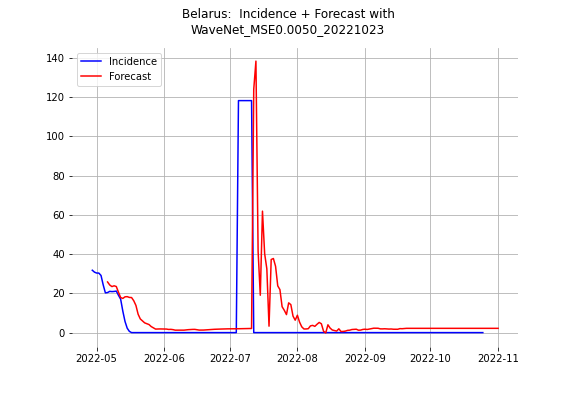 Belarus:  Incidence + Forecast with
WaveNet_MSE0.0050_20221023
Incidence
Forecast
140
120
100
80
60
40
20
0
2022-05 2022-06 2022-07 2022-08 2022-09 2022-10 2022-11